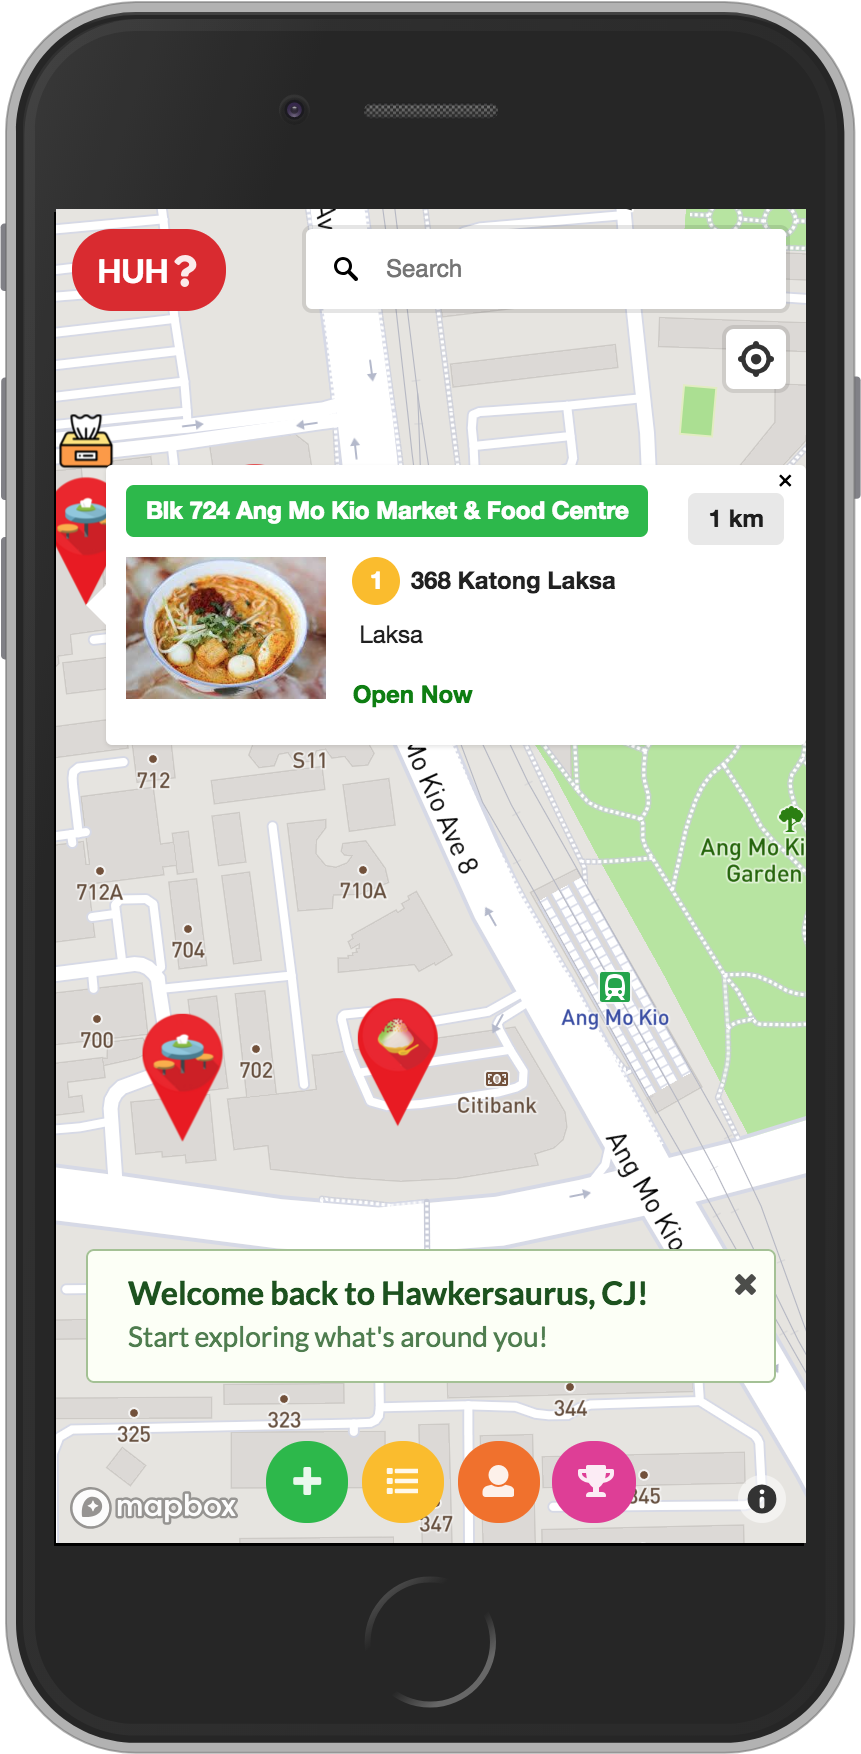 Av
HUH?
Search
Blk 724 Ang Mo Kio Market & Food Centre
1 km
1
368 Katong Laksa
Laksa
Open Now
712
S11
Mo Kio Ave 8
Ang Mo Ki
Garden
712A
710A
704
Ang Mo Kio
700
702
Citibank
Ang Mo Kio
Welcome back to Hawkersaurus, CJ!
Start exploring what's around you!
325
323
344
345
347
mapbox